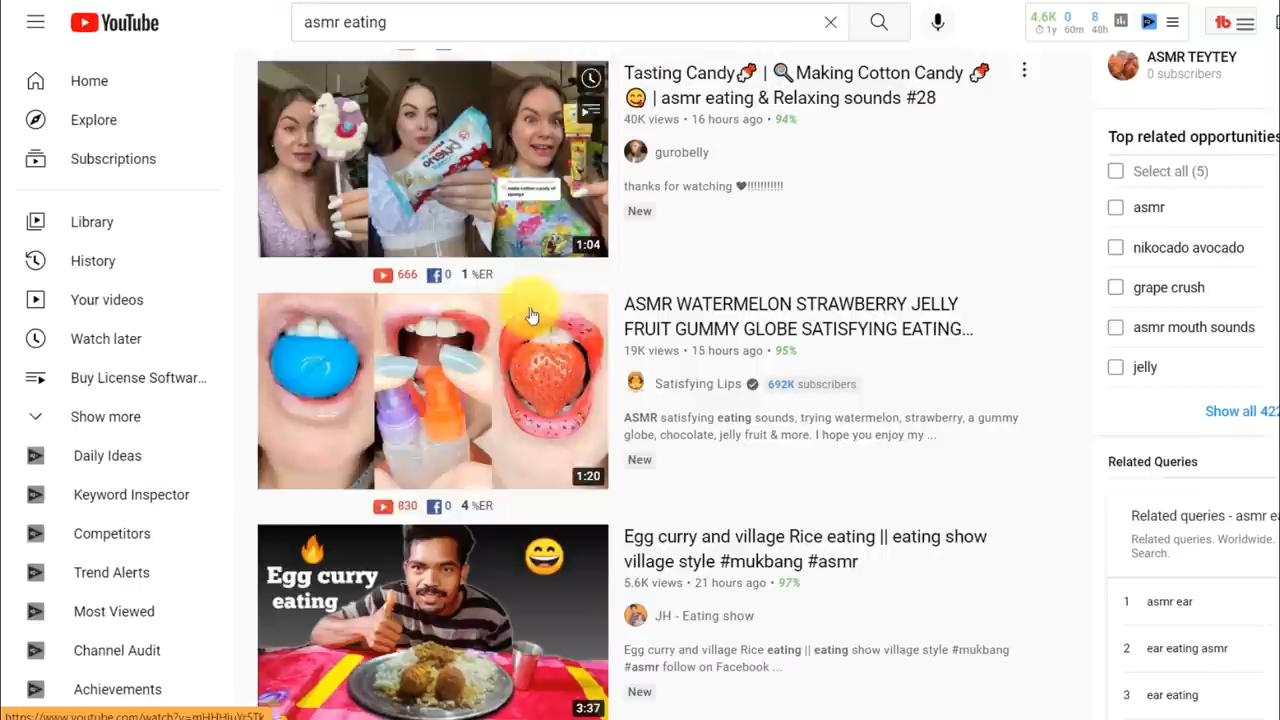 YouTube
asmr eating
4.6K 0 8
1y 60m 48h
tb
Home
Explore
Subscriptions
Library
History
Your videos
Watch later
Buy License Softwar...
Show more
Daily Ideas
Keyword Inspector
Competitors
Trend Alerts
Most Viewed
Channel Audit
Achievements
bueno
1:04
Tasting Candy🍬 | 🔍Making Cotton Candy 🍬
😋 | asmr eating & Relaxing sounds #28
40K views • 16 hours ago • 94%
gurobelly
thanks for watching ♥!!!!!!!!!!!
New
666 0 1 %ER
1:20
ASMR WATERMELON STRAWBERRY JELLY
FRUIT GUMMY GLOBE SATISFYING EATING...
19K views • 15 hours ago • 95%
Satisfying Lips 692K subscribers
ASMR satisfying eating sounds, trying watermelon, strawberry, a gummy
globe, chocolate, jelly fruit & more. I hope you enjoy my ...
New
830 0 4 %ER
Egg curry
eating
3:37
Egg curry and village Rice eating || eating show
village style #mukbang #asmr
5.6K views • 21 hours ago • 97%
JH - Eating show
Egg curry and village Rice eating || eating show village style #mukbang
#asmr follow on Facebook ...
New
ASMR TEYTEY
0 subscribers
Top related opportunities
Select all (5)
asmr
nikocado avocado
grape crush
asmr mouth sounds
jelly
Show all 422
Related Queries
Related queries - asmr e
Related queries. Worldwide.
Search.
1 asmr ear
2 ear eating asmr
3 ear eating